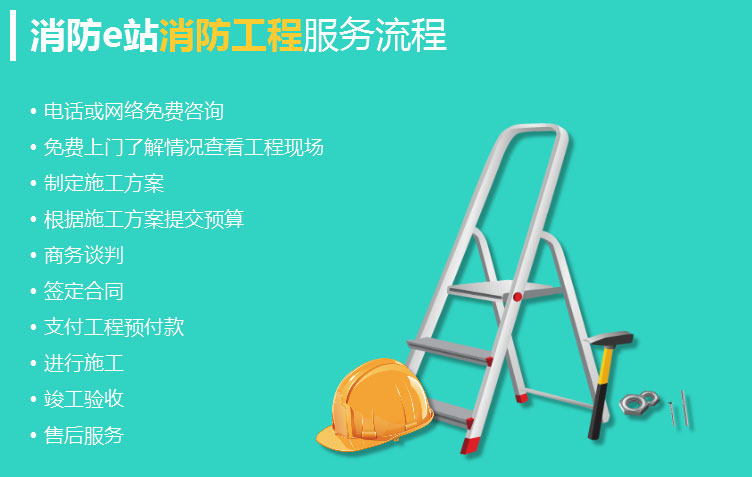 消防e站消防工程服务流程
• 电话或网络免费咨询
• 免费上门了解情况查看工程现场
• 制定施工方案
• 根据施工方案提交预算
• 商务谈判
• 签定合同
• 支付工程预付款
• 进行施工
• 竣工验收
• 售后服务